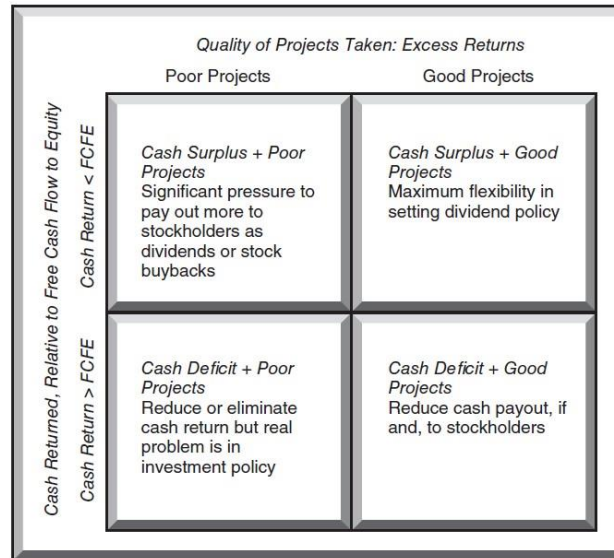 Quality of Projects Taken: Excess Returns
Poor Projects
Good Projects
Cash Returned, Relative to Free Cash Flow to Equity
Cash Return < FCFE
Cash Surplus + Poor
Projects
Significant pressure to
pay out more to
stockholders as
dividends or stock
buybacks
Cash Surplus + Good
Projects
Maximum flexibility in
setting dividend policy
Cash Return > FCFE
Cash Deficit + Poor
Projects
Reduce or eliminate
cash return but real
problem is in
investment policy
Cash Deficit + Good
Projects
Reduce cash payout, if
and, to stockholders